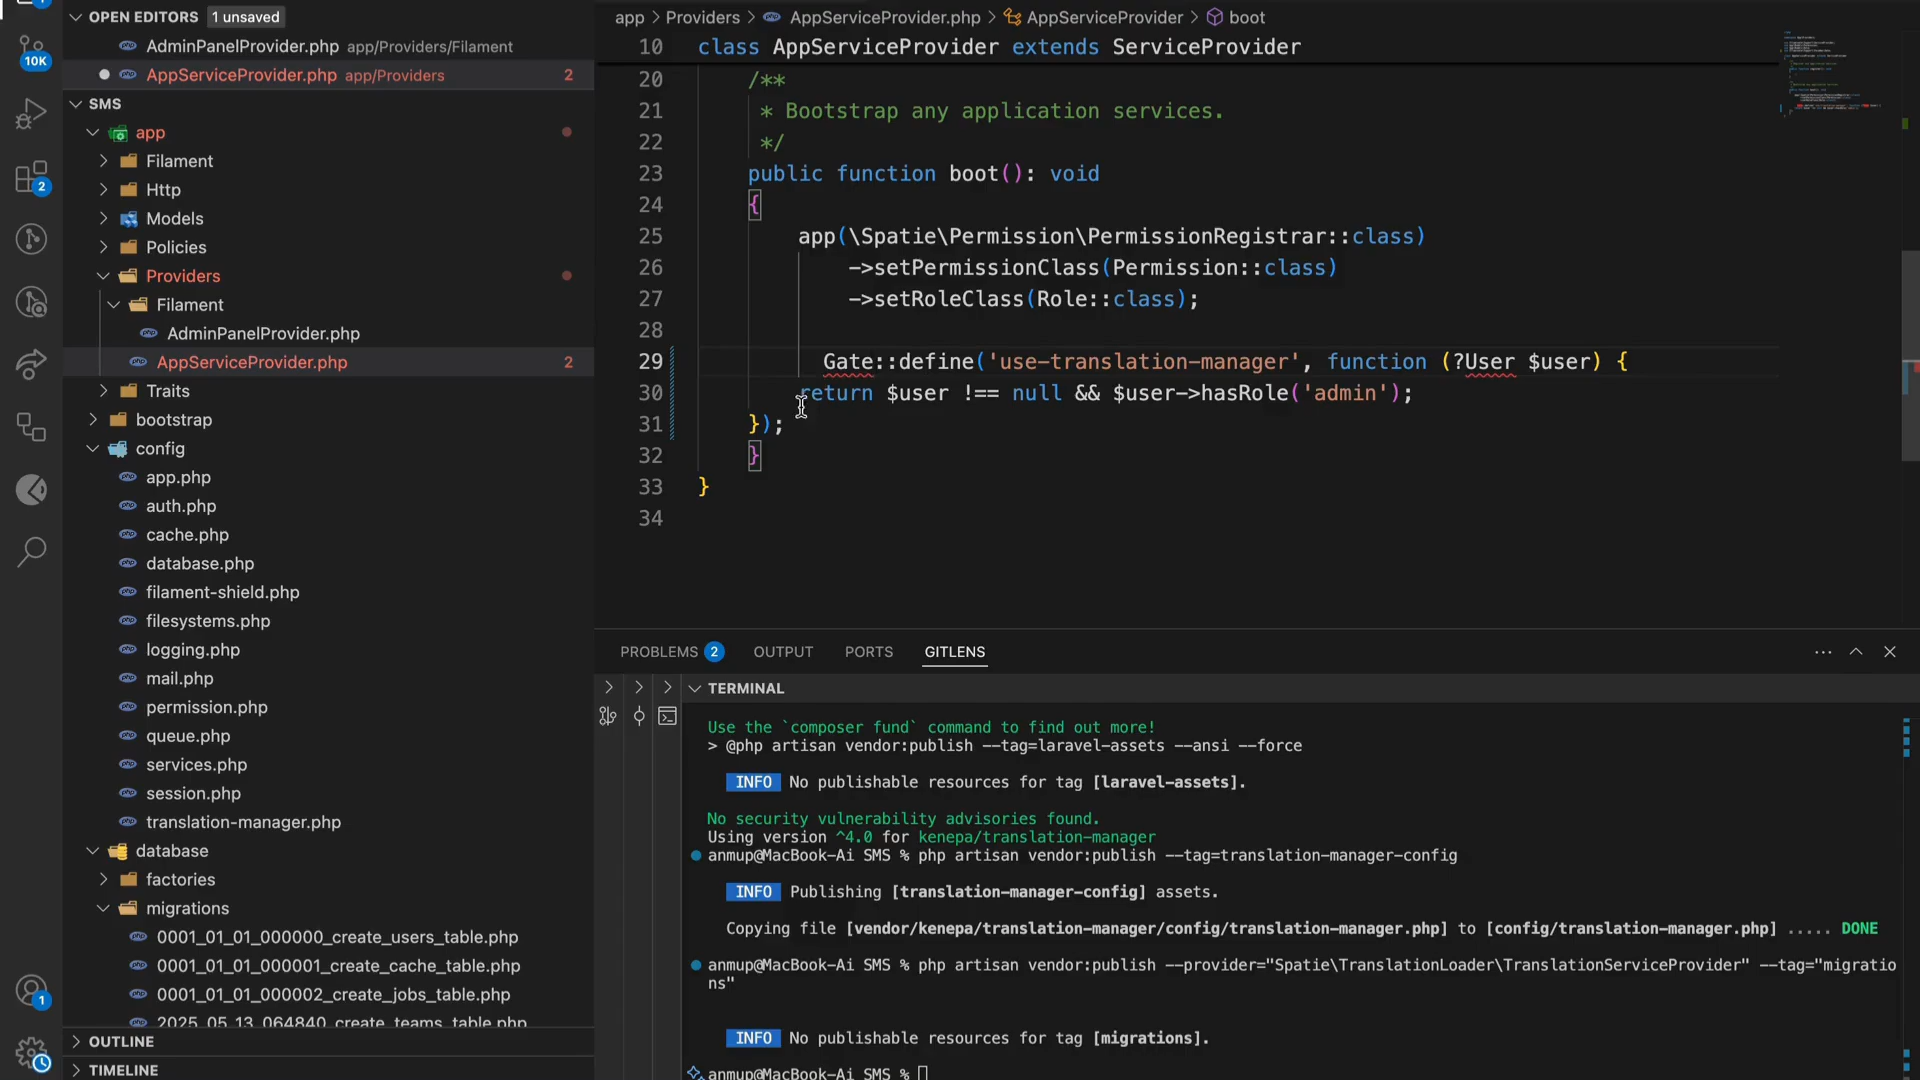 OPEN EDITORS 1 unsaved
AdminPanelProvider.php app/Providers/Filament
AppServiceProvider.php app/Providers 2
SMS
app
Filament
Http
Models
Policies
Providers
Filament
AdminPanelProvider.php
AppServiceProvider.php 2
Traits
bootstrap
config
app.php
auth.php
cache.php
database.php
filament-shield.php
filesystems.php
logging.php
mail.php
permission.php
queue.php
services.php
session.php
translation-manager.php
database
factories
migrations
0001_01_01_000000_create_users_table.php
0001_01_01_000001_create_cache_table.php
0001_01_01_000002_create_jobs_table.php
2025_05_13_064840_create_teams_table.php
OUTLINE
TIMELINE
10K
2
1
app > Providers > AppServiceProvider.php > AppServiceProvider > boot
10 class AppServiceProvider extends ServiceProvider
20 /**
21 * Bootstrap any application services.
22 */
23 public function boot(): void
24 {
25 app(\Spatie\Permission\PermissionRegistrar::class)
26 ->setPermissionClass(Permission::class)
27 ->setRoleClass(Role::class);
28
29 Gate::define('use-translation-manager', function (?User $user) {
30 return $user !== null && $user->hasRole('admin');
31 });
32 }
33 }
34
PROBLEMS 2 OUTPUT PORTS GITLENS
TERMINAL
Use the `composer fund` command to find out more!
> @php artisan vendor:publish --tag=laravel-assets --ansi --force
INFO No publishable resources for tag [laravel-assets].
No security vulnerability advisories found.
Using version ^4.0 for kenepa/translation-manager
anmup@MacBook-Ai SMS % php artisan vendor:publish --tag=translation-manager-config
INFO Publishing [translation-manager-config] assets.
Copying file [vendor/kenepa/translation-manager/config/translation-manager.php] to [config/translation-manager.php] ..... DONE
anmup@MacBook-Ai SMS % php artisan vendor:publish --provider="Spatie\TranslationLoader\TranslationServiceProvider" --tag="migratio
ns"
INFO No publishable resources for tag [migrations].
anmup@MacBook-Ai SMS %